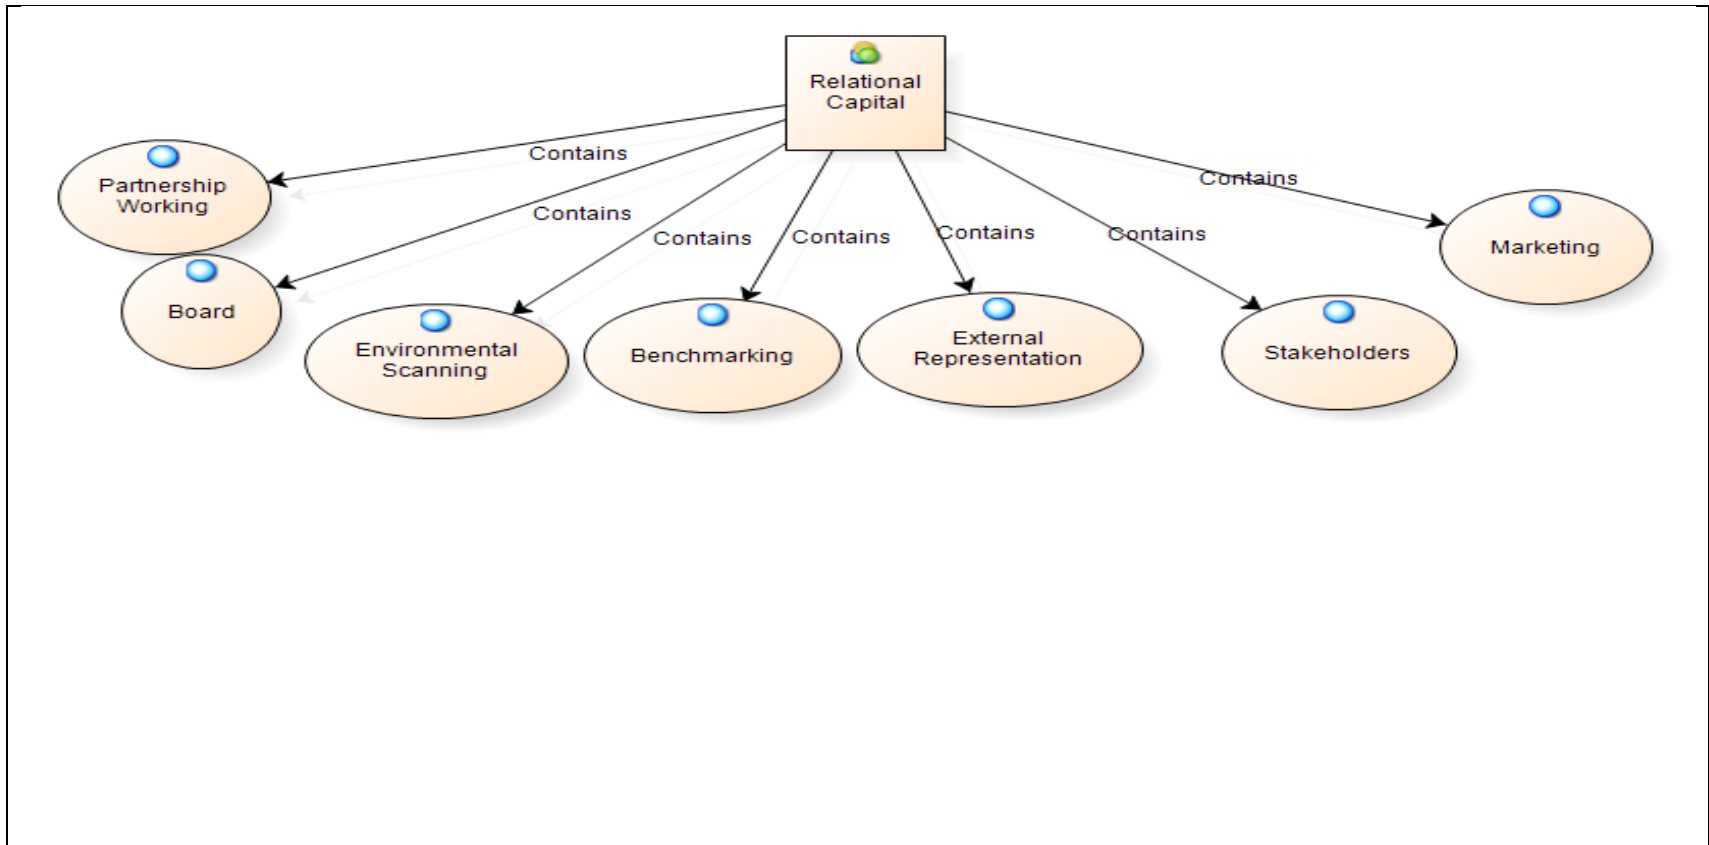 Relational
Capital
Contains
Contains
Contains
Contains
Contains
Contains
Contains
Partnership
Working
Board
Environmental
Scanning
Benchmarking
External
Representation
Stakeholders
Marketing